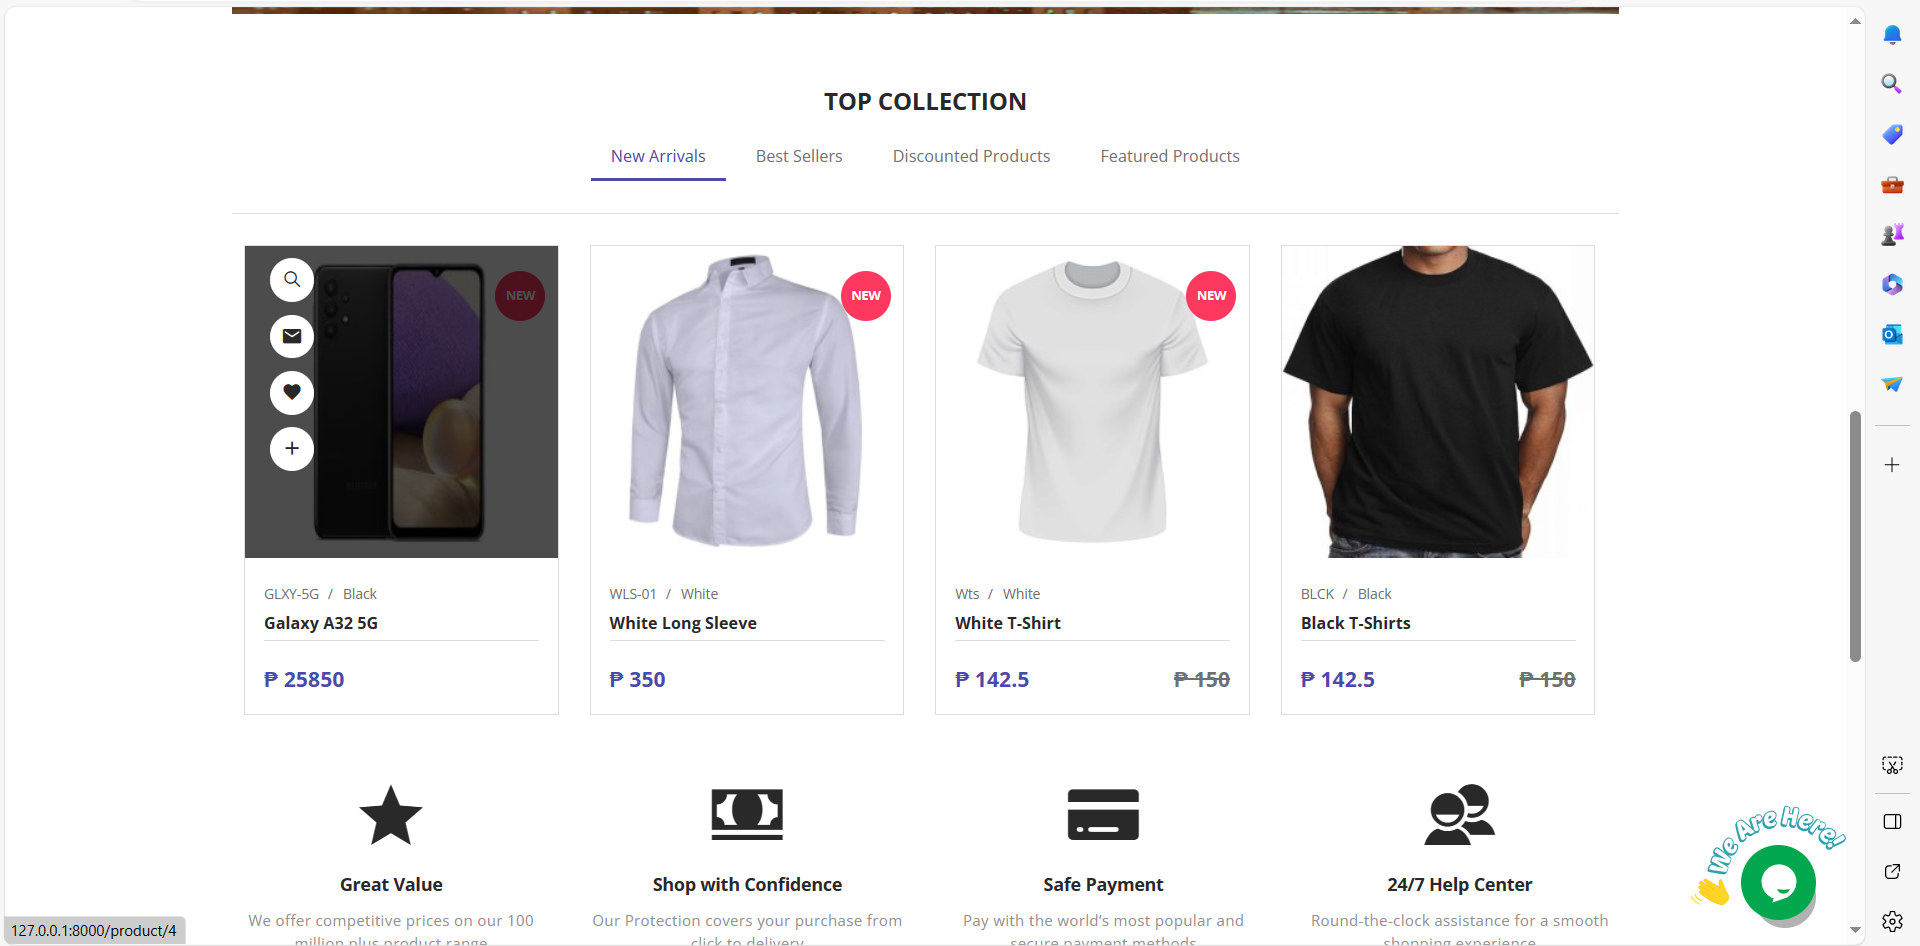 TOP COLLECTION
New Arrivals Best Sellers Discounted Products Featured Products
NEW NEW NEW
GLXY-5G / Black
Galaxy A32 5G
₱ 25850
WLS-01 / White
White Long Sleeve
₱ 350
Wts / White
White T-Shirt
₱ 142.5 ₱ 150
BLCK / Black
Black T-Shirts
₱ 142.5 ₱ 150
Great Value
We offer competitive prices on our 100
million plus product range
Shop with Confidence
Our Protection covers your purchase from
click to delivery
Safe Payment
Pay with the world's most popular and
secure payment methods
24/7 Help Center
Round-the-clock assistance for a smooth
shopping experience
We Are Here!
127.0.0.1:8000/product/4